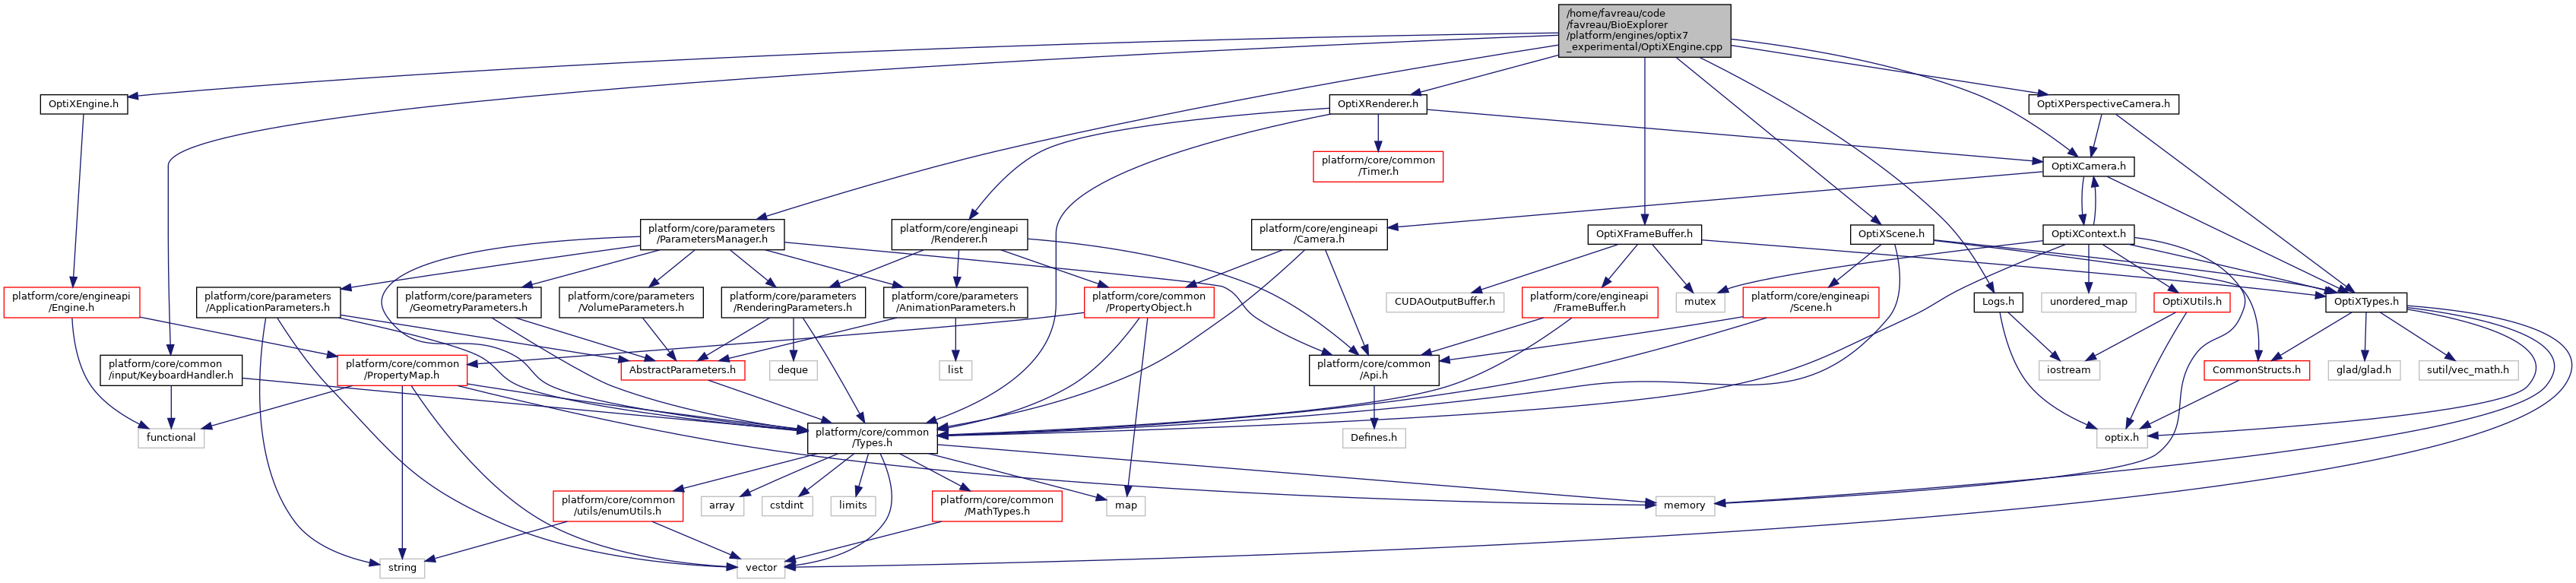 /home/favreau/code
/favreau/BioExplorer
/platform/engines/optix7
_experimental/OptiXEngine.cpp
OptiXEngine.h
OptiXRenderer.h
OptiXPerspectiveCamera.h
platform/core/common
/Timer.h
OptiXCamera.h
platform/core/parameters
/ParametersManager.h
platform/core/engineapi
/Renderer.h
platform/core/engineapi
/Camera.h
OptiXFrameBuffer.h
OptiXScene.h
OptiXContext.h
platform/core/engineapi
/Engine.h
platform/core/parameters
/ApplicationParameters.h
platform/core/parameters
/GeometryParameters.h
platform/core/parameters
/VolumeParameters.h
platform/core/parameters
/RenderingParameters.h
platform/core/parameters
/AnimationParameters.h
platform/core/common
/PropertyObject.h
CUDAOutputBuffer.h
platform/core/engineapi
/FrameBuffer.h
mutex
platform/core/engineapi
/Scene.h
Logs.h
unordered_map
OptiXUtils.h
OptiXTypes.h
platform/core/common
/input/KeyboardHandler.h
platform/core/common
/PropertyMap.h
AbstractParameters.h
deque
list
platform/core/common
/Api.h
iostream
CommonStructs.h
glad/glad.h
sutil/vec_math.h
functional
platform/core/common
/Types.h
Defines.h
optix.h
platform/core/common
/utils/enumUtils.h
array
cstdint
limits
platform/core/common
/MathTypes.h
map
memory
string
vector